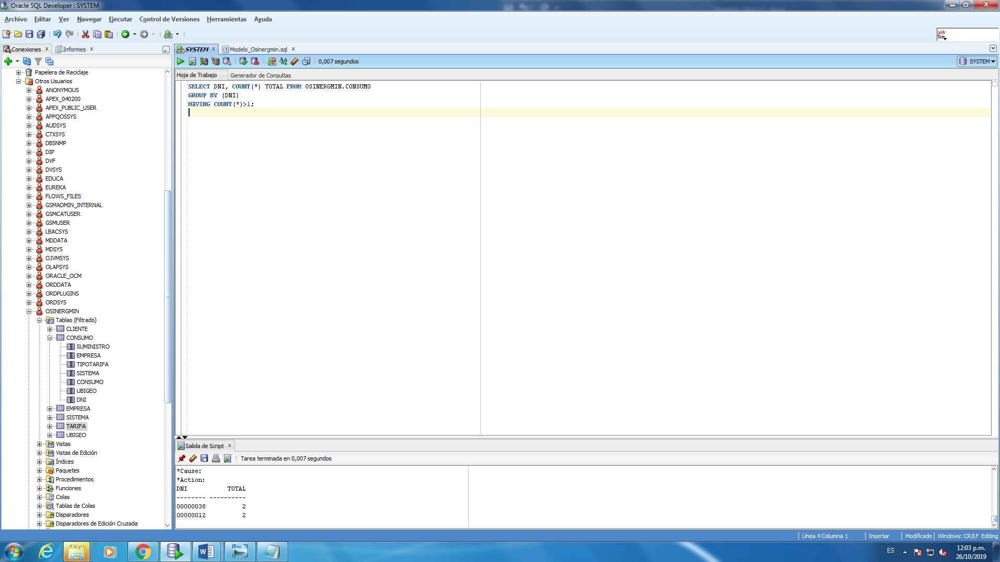 Oracle SQL Developer : SYSTEM
Archivo Editar Ver Navegar Ejecutar Control de Versiones Herramientas Ayuda
ask
Tom
Conexiones x Informes x
SYSTEM x Modelo_Osinergmin.sql x
0,007 segundos
SYSTEM
Hoja de Trabajo Generador de Consultas
Papelera de Reciclaje
Otros Usuarios
ANONYMOUS
APEX_040200
APEX_PUBLIC_USER
APPQOSSYS
AUDSYS
CTXSYS
DBSNMP
DIP
DVF
DVSYS
EDUCA
EUREKA
FLOWS_FILES
GSMADMIN_INTERNAL
GSMCATUSER
GSMUSER
LBACSYS
MDDATA
MDSYS
OJVMSYS
OLAPSYS
ORACLE_OCM
ORDDATA
ORDPLUGINS
ORDSYS
OSINERGMIN
Tablas (Filtrado)
CLIENTE
CONSUMO
SUMINISTRO
EMPRESA
TIPOTARIFA
SISTEMA
CONSUMO
UBIGEO
DNI
EMPRESA
SISTEMA
TARIFA
UBIGEO
Vistas
Vistas de Edición
Índices
Paquetes
Procedimientos
Funciones
Colas
Tablas de Colas
Disparadores
Disparadores de Edición Cruzada
SELECT DNI, COUNT(*) TOTAL FROM OSINERGMIN.CONSUMO
GROUP BY (DNI)
HAVING COUNT(*)>1;
Salida de Script x
Tarea terminada en 0,007 segundos
*Cause:
*Action:
DNI TOTAL
-------- ----------
00000038 2
00000012 2
Línea 4 Columna 1 Insertar Modificado Windows: CR/LF Editing
ES
12:03 p.m.
26/10/2019